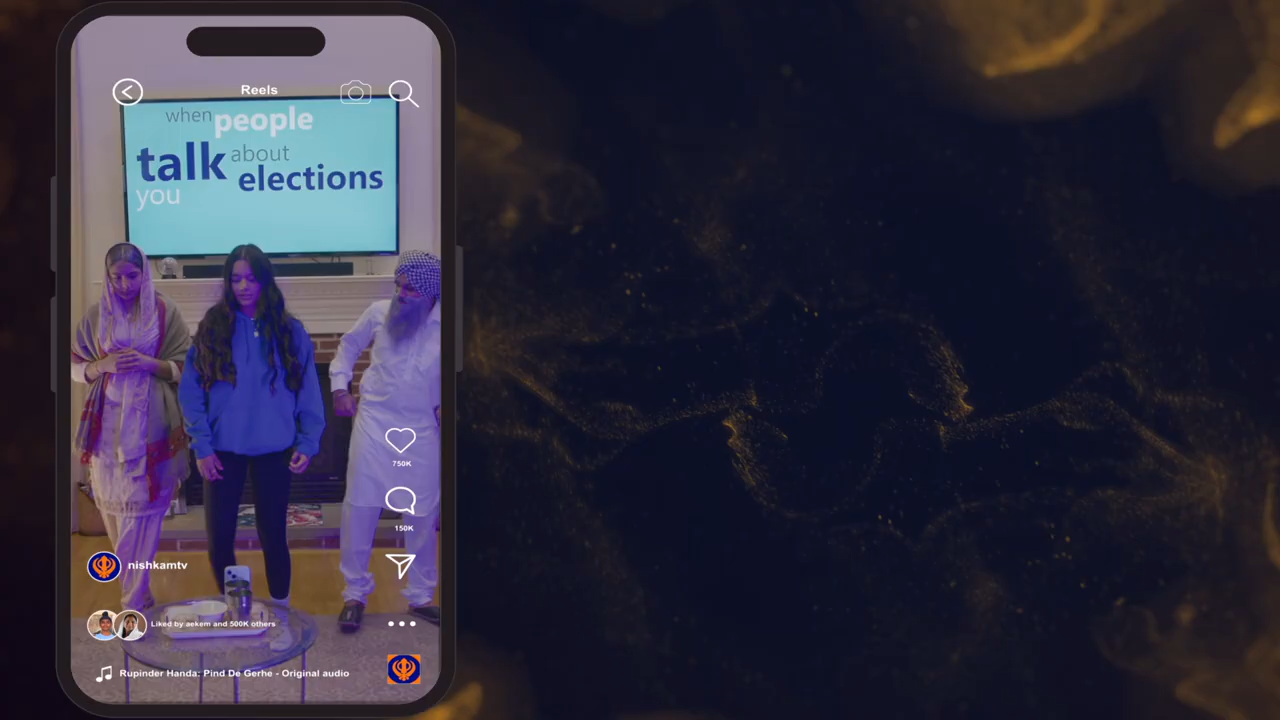 Reels
when people
talk about
elections
you
750K
150K
nishkamtv
Liked by aekem and 500K others
Rupinder Handa: Pind De Gerhe - Original audio